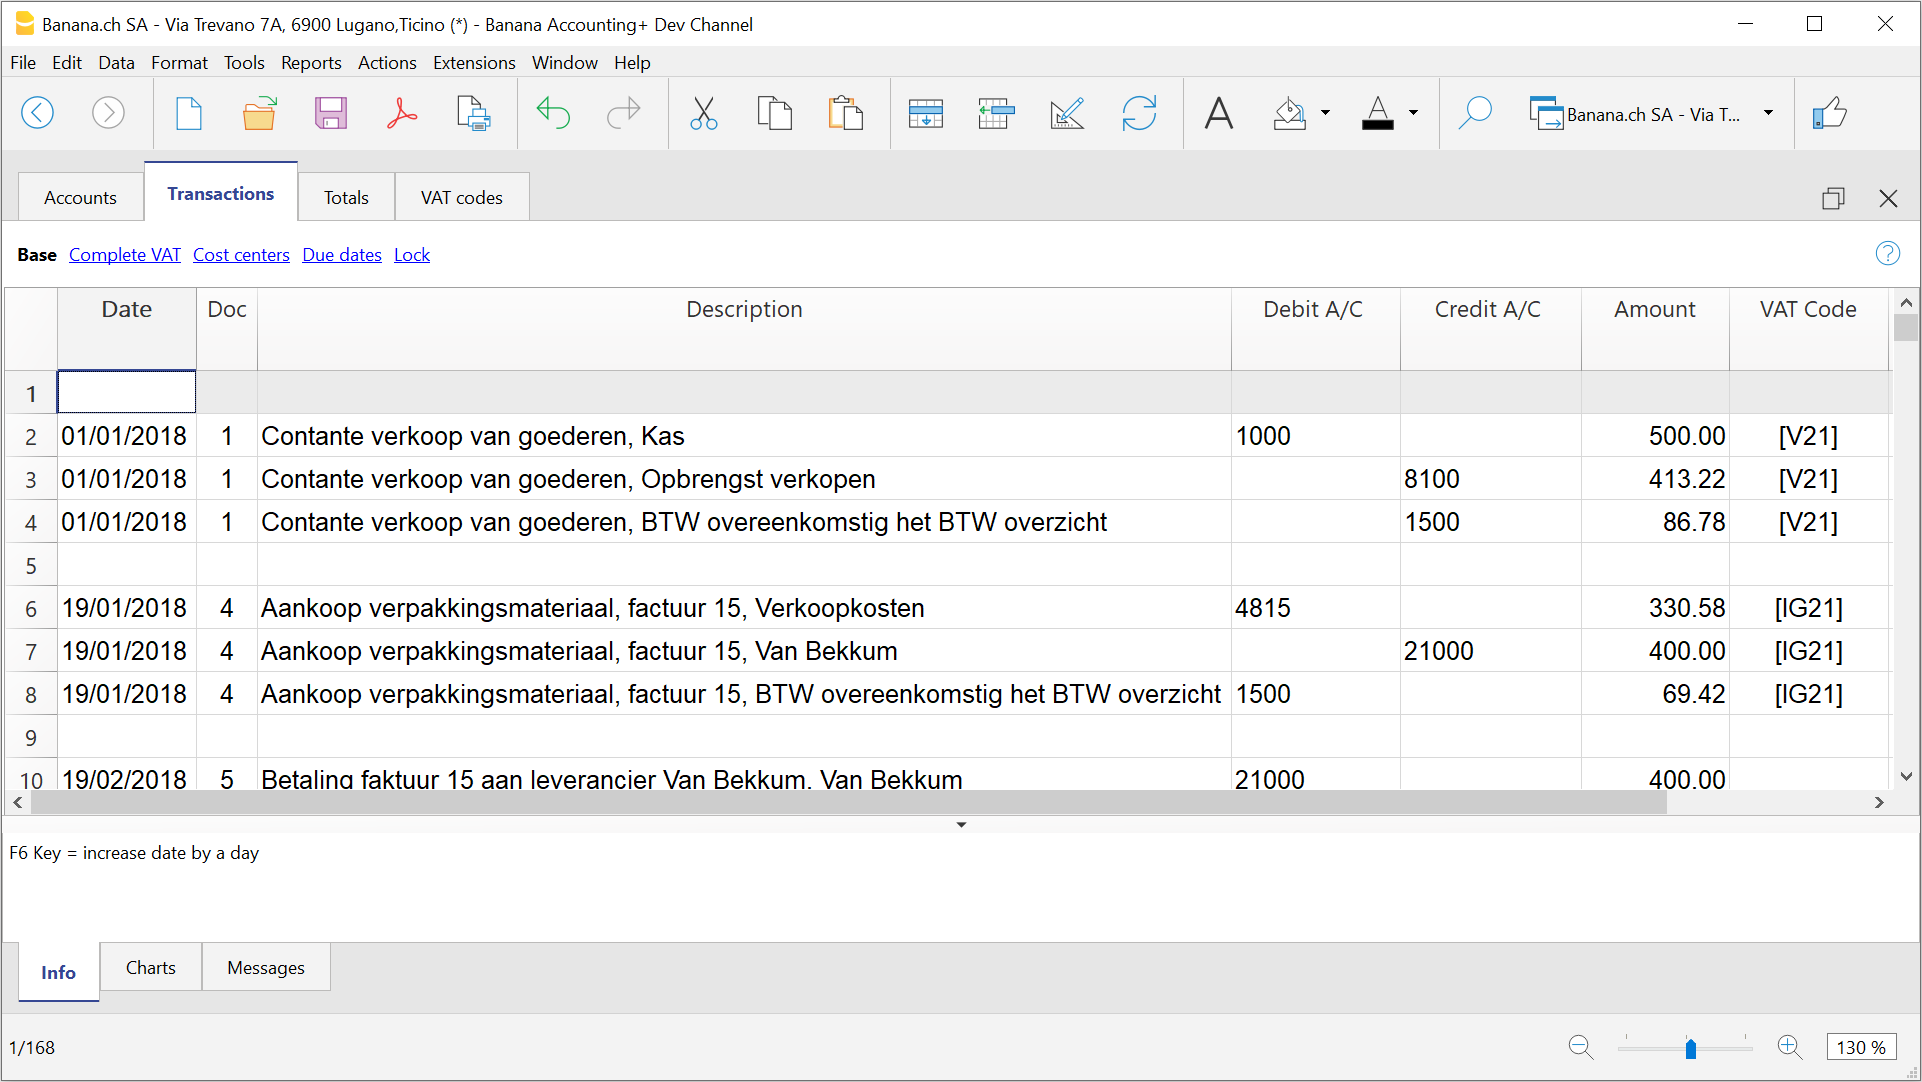 Banana.ch SA - Via Trevano 7A, 6900 Lugano,Ticino (*) - Banana Accounting+ Dev Channel
File Edit Data Format Tools Reports Actions Extensions Window Help
A A Banana.ch SA - Via T...
Accounts Transactions Totals VAT codes
Base Complete VAT Cost centers Due dates Lock ?
Date Doc Description Debit A/C Credit A/C Amount VAT Code
1
2 01/01/2018 1 Contante verkoop van goederen, Kas 1000 500.00 [V21]
3 01/01/2018 1 Contante verkoop van goederen, Opbrengst verkopen 8100 413.22 [V21]
4 01/01/2018 1 Contante verkoop van goederen, BTW overeenkomstig het BTW overzicht 1500 86.78 [V21]
5
6 19/01/2018 4 Aankoop verpakkingsmateriaal, factuur 15, Verkoopkosten 4815 330.58 [IG21]
7 19/01/2018 4 Aankoop verpakkingsmateriaal, factuur 15, Van Bekkum 21000 400.00 [IG21]
8 19/01/2018 4 Aankoop verpakkingsmateriaal, factuur 15, BTW overeenkomstig het BTW overzicht 1500 69.42 [IG21]
9
10 19/02/2018 5 Betaling faktuur 15 aan leverancier Van Bekkum, Van Bekkum 21000 400.00
F6 Key = increase date by a day
Info Charts Messages
1/168 130 %